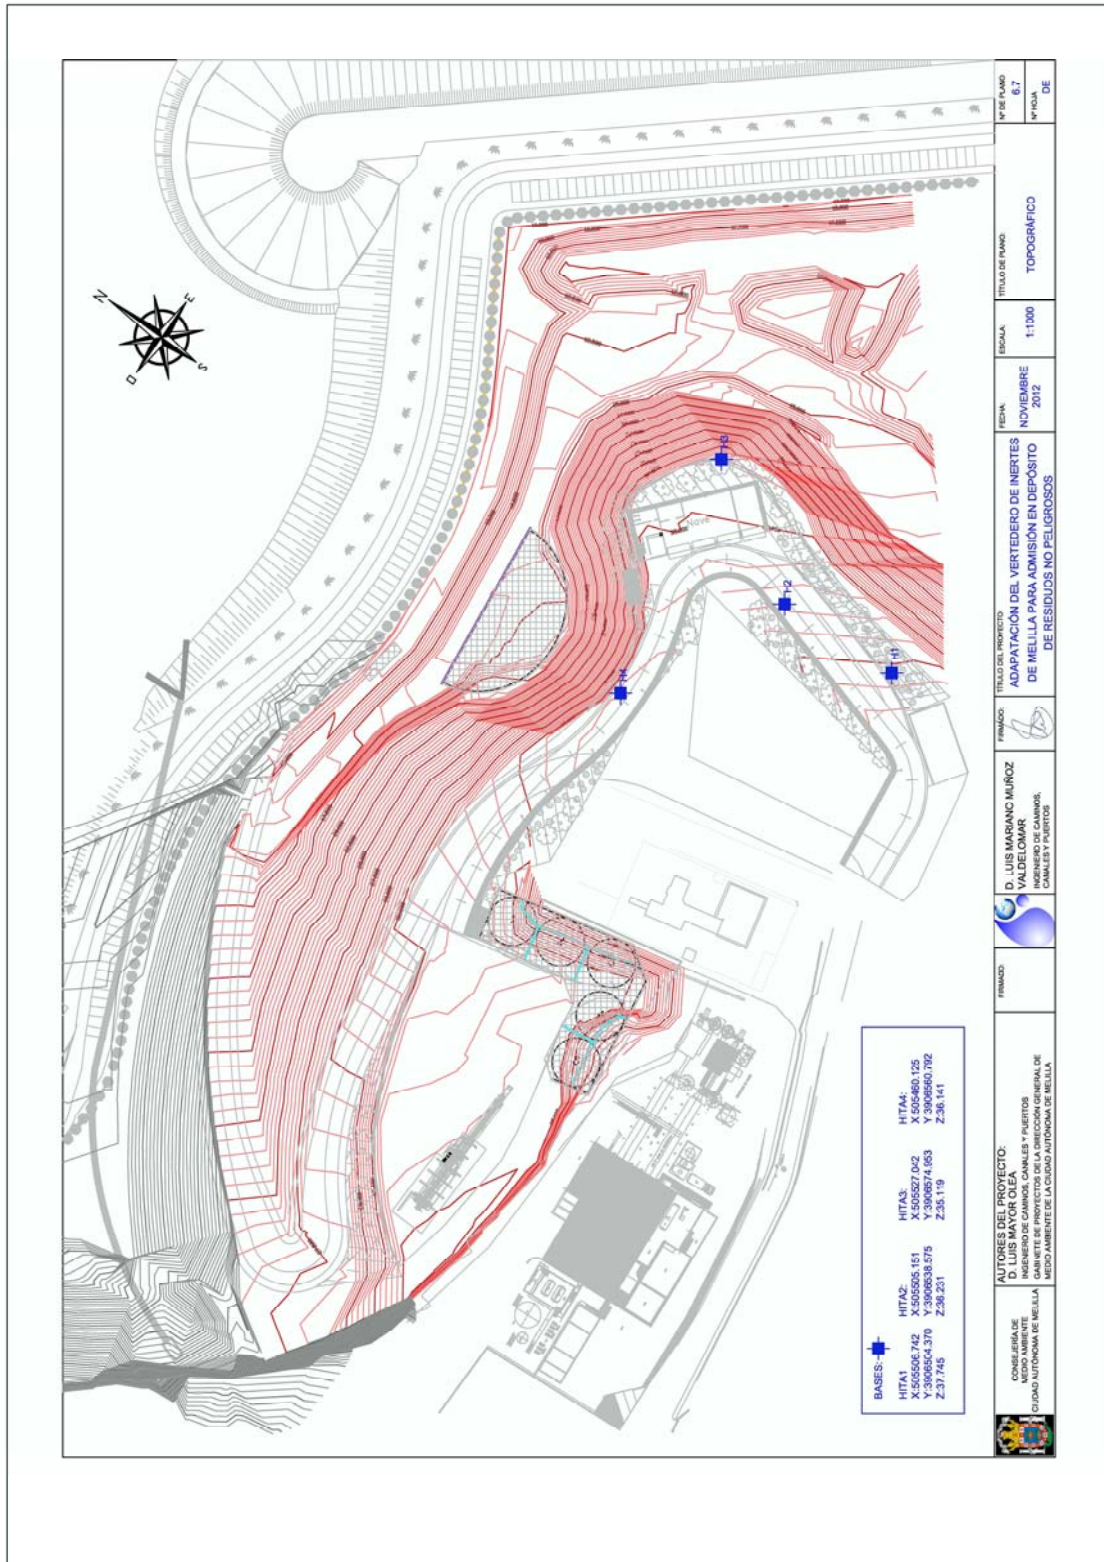 N
E
S
O
Nave
H3
H2
H1
H4
BASES:
HITA1
X:505506.742
Y:3906504.370
Z:37.745
HITA2:
X:505505.151
Y:3906538.575
Z:36.231
HITA3:
X:505527.042
Y:3906574.953
Z:35.119
HITA4:
X:505460.125
Y:3906560.792
Z:36.141
CONSEJERÍA DE
MEDIO AMBIENTE
CIUDAD AUTÓNOMA DE MELILLA
AUTORES DEL PROYECTO:
D. LUIS MAYOR OLEA
INGENIERO DE CAMINOS, CANALES Y PUERTOS
GABINETE DE PROYECTOS DE LA DIRECCIÓN GENERAL DE
MEDIO AMBIENTE DE LA CIUDAD AUTÓNOMA DE MELILLA
FIRMADO:
D. LUIS MARIANO MUÑOZ
VALDELOMAR
INGENIERO DE CAMINOS,
CANALES Y PUERTOS
FIRMADO:
TÍTULO DEL PROYECTO
ADAPATACIÓN DEL VERTEDERO DE INERTES
DE MELILLA PARA ADMISIÓN EN DEPÓSITO
DE RESIDUOS NO PELIGROSOS
FECHA:
NOVIEMBRE
2012
ESCALA:
1:1000
TÍTULO DE PLANO:
TOPOGRÁFICO
Nº DE PLANO
6.7
Nº HOJA
DE